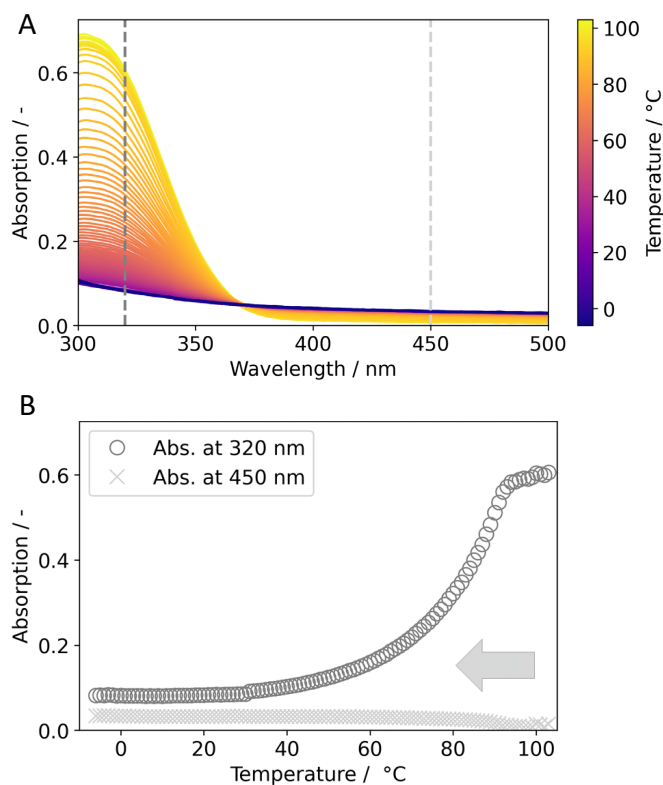 A
0.6
0.4
0.2
0.0
Absorption / -
300
350
400
450
500
Wavelength / nm
100
80
60
40
20
0
Temperature / °C
B
Abs. at 320 nm
Abs. at 450 nm
0.6
0.4
0.2
0.0
Absorption / -
0
20
40
60
80
100
Temperature / °C